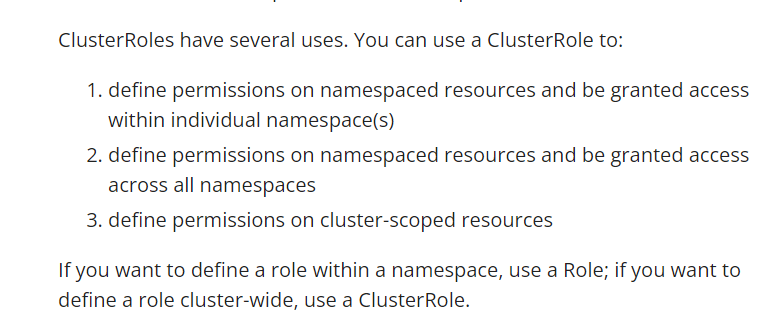 ClusterRoles have several uses. You can use a ClusterRole to:
1. define permissions on namespaced resources and be granted access
within individual namespace(s)
2. define permissions on namespaced resources and be granted access
across all namespaces
3. define permissions on cluster-scoped resources
If you want to define a role within a namespace, use a Role; if you want to
define a role cluster-wide, use a ClusterRole.